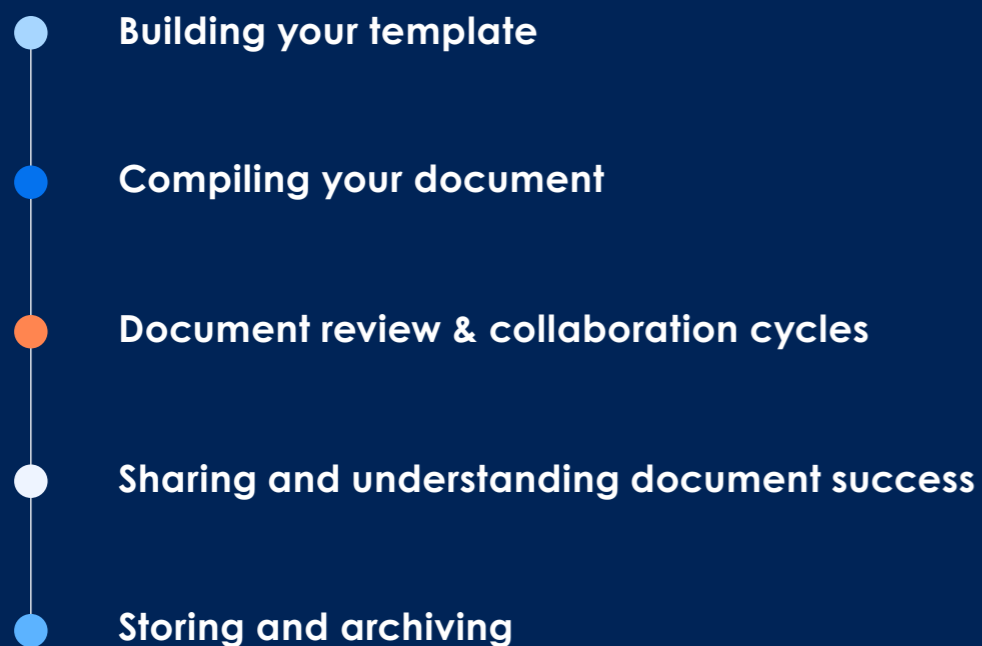 Building your template
Compiling your document
Document review & collaboration cycles
Sharing and understanding document success
Storing and archiving